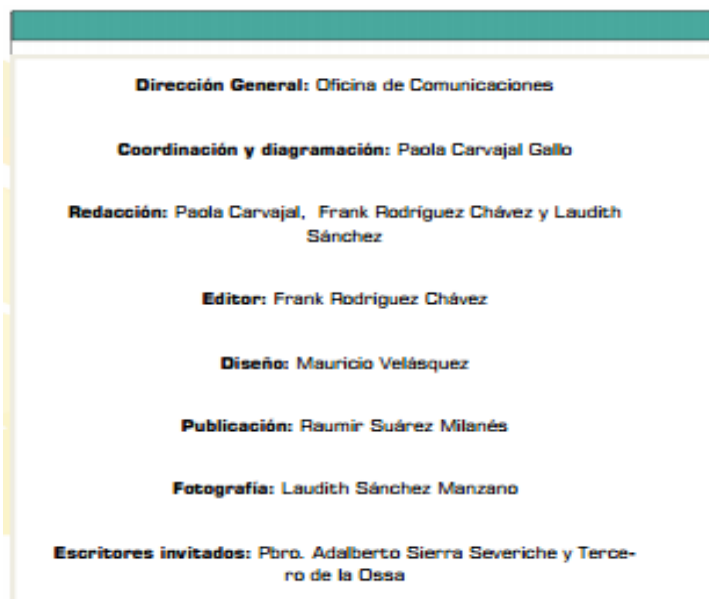 Dirección General: Oficina de Comunicaciones
Coordinación y diagramación: Paola Carvajal Gallo
Redacción: Paola Carvajal, Frank Rodríguez Chávez y Laudith
Sánchez
Editor: Frank Rodriguez Chávez
Diseño: Mauricio Velásquez
Publicación: Raumir Suárez Milanés
Fotografía: Laudith Sánchez Manzano
Escritores invitados: Pbro. Adalberto Sierra Severiche y Terce-
ro de la Ossa